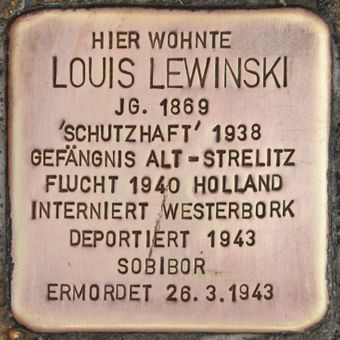 HIER WOHNTE
LOUIS LEWINSKI
JG. 1869
'SCHUTZHAFT' 1938
GEFÄNGNIS ALT-STRELITZ
FLUCHT 1940 HOLLAND
INTERNIERT WESTERBORK
DEPORTIERT 1943
SOBIBOR
ERMORDET 26.3.1943